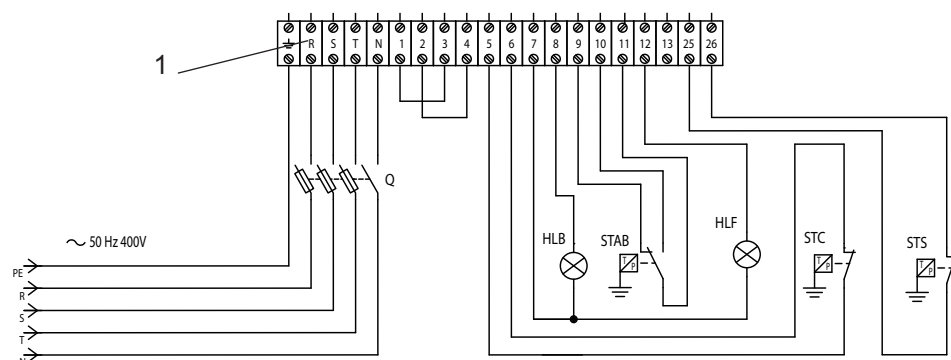 R S T N 1 2 3 4 5 6 7 8 9 10 11 12 13 25 26
1
Q
~ 50 Hz 400V
PE
R
S
T
N
HLB
STAB
HLF
STC
STS
T P
T P
T P